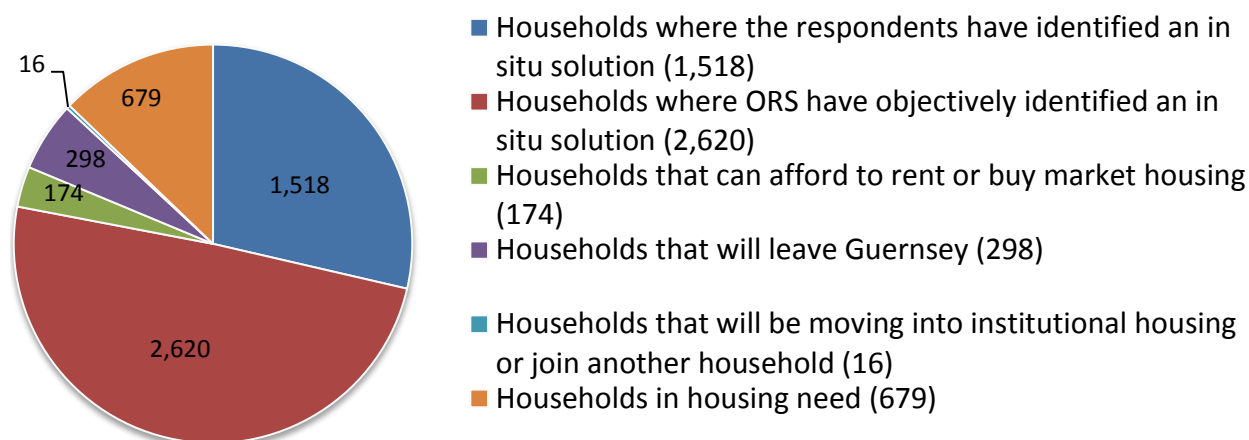 Households where the respondents have identified an in
situ solution (1,518)
Households where ORS have objectively identified an in
situ solution (2,620)
Households that can afford to rent or buy market housing
(174)
Households that will leave Guernsey (298)
Households that will be moving into institutional housing
or join another household (16)
Households in housing need (679)
16
679
298
174
1,518
2,620